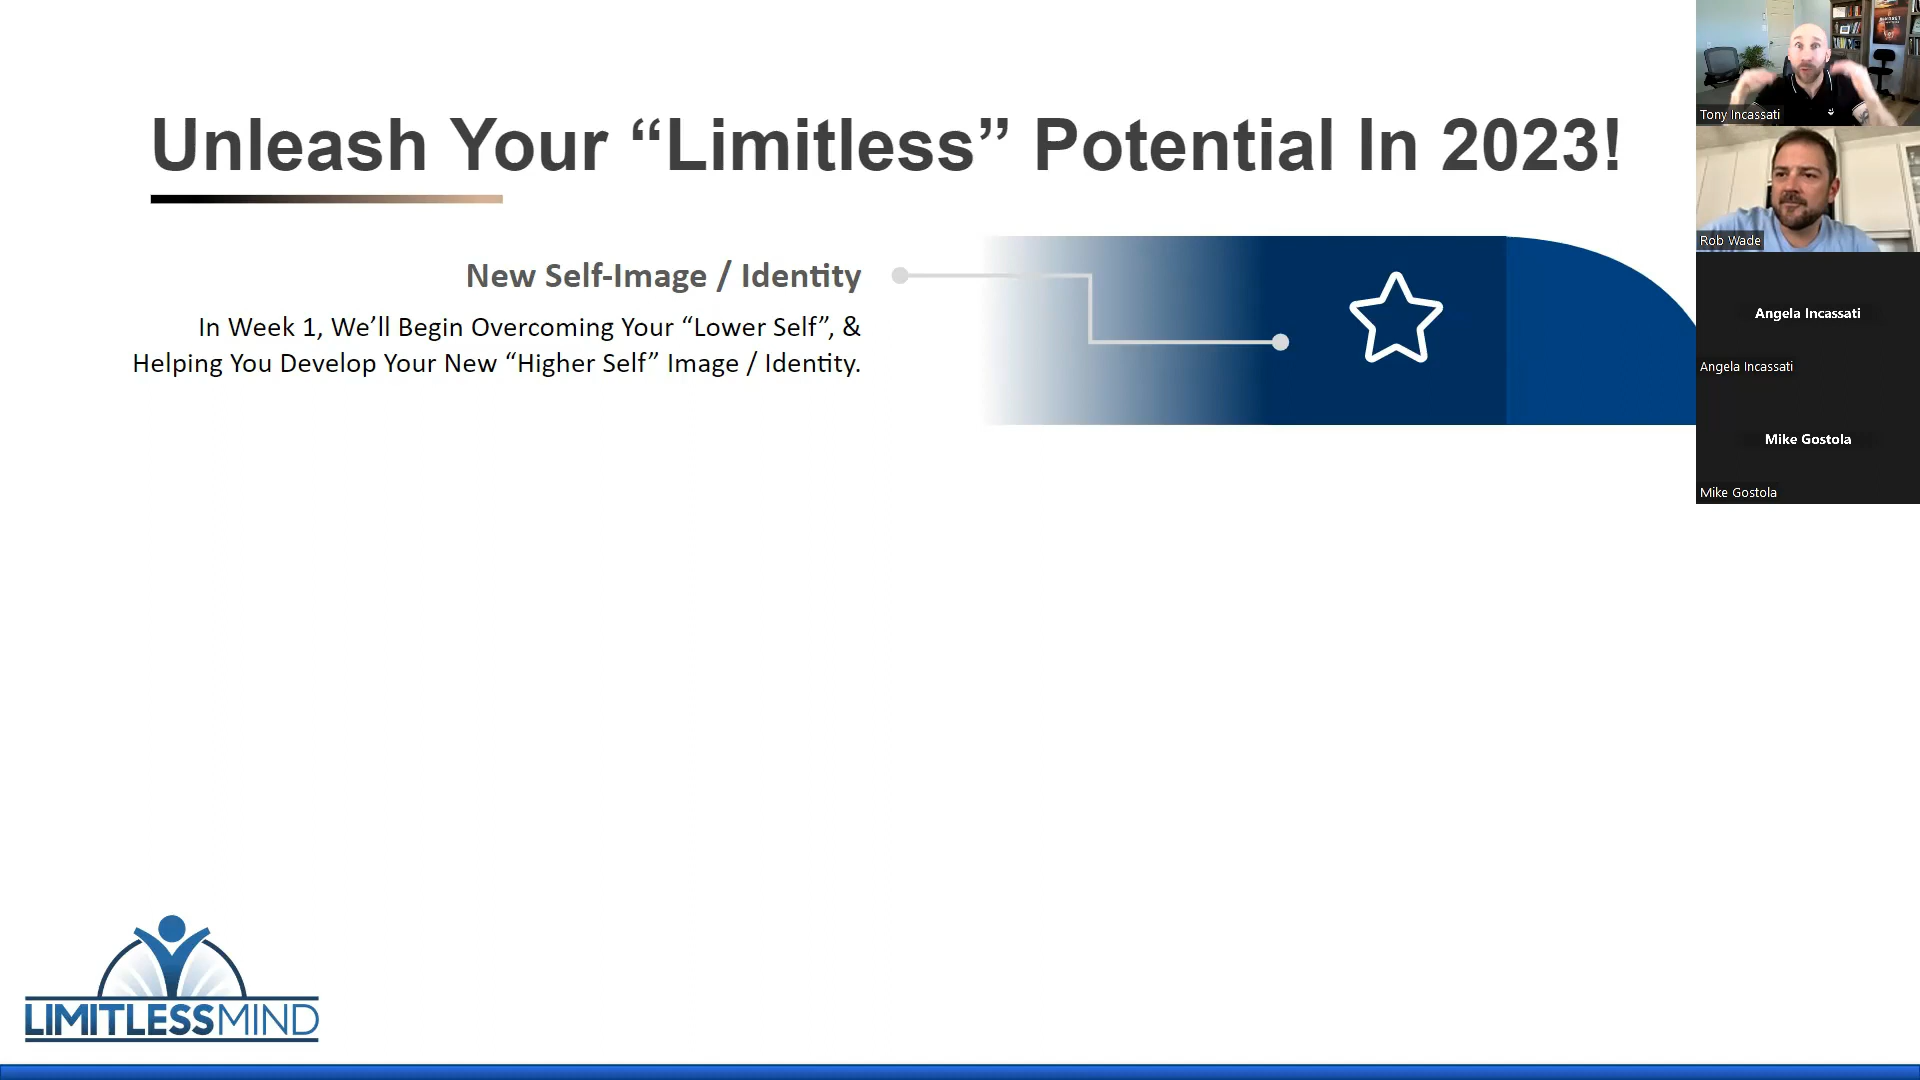 Unleash Your “Limitless” Potential In 2023!
New Self-Image / Identity
In Week 1, We’ll Begin Overcoming Your “Lower Self”, &
Helping You Develop Your New “Higher Self” Image / Identity.
LIMITLESSMIND
Tony Incassati
Rob Wade
Angela Incassati
Angela Incassati
Mike Gostola
Mike Gostola